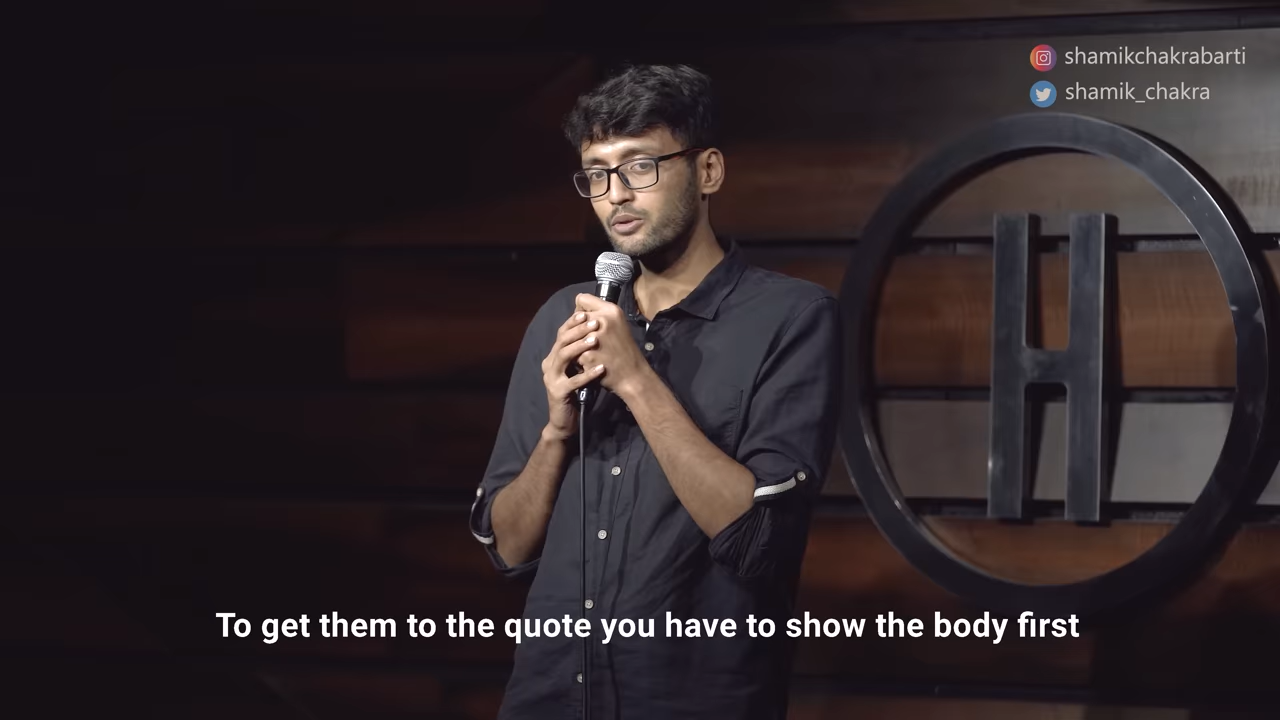 shamikchakrabarti
shamik_chakra
H
To get them to the quote you have to show the body first